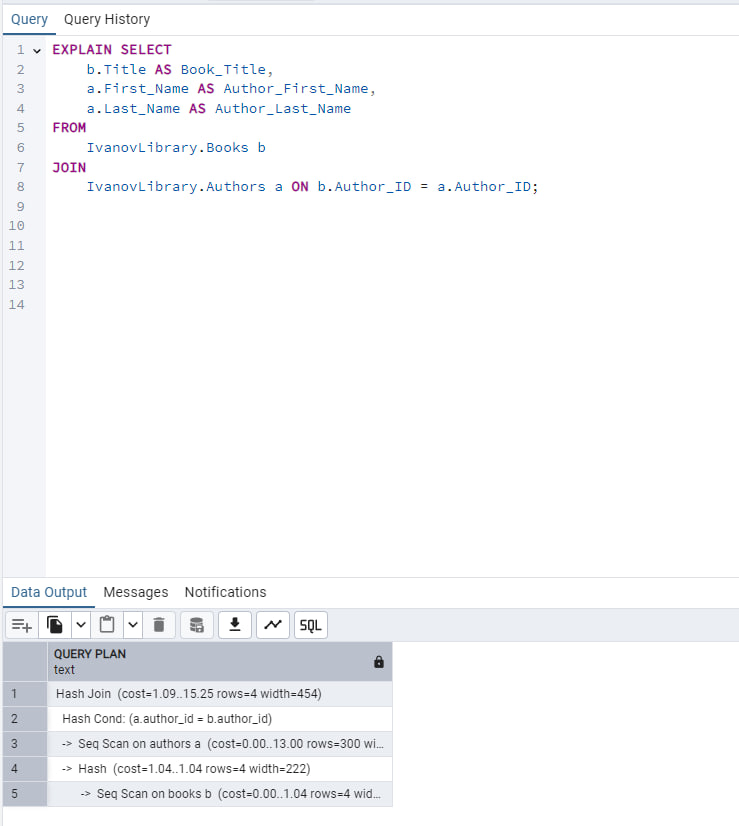 Query Query History
1 EXPLAIN SELECT
2 b.Title AS Book_Title,
3 a.First_Name AS Author_First_Name,
4 a.Last_Name AS Author_Last_Name
5 FROM
6 IvanovLibrary.Books b
7 JOIN
8 IvanovLibrary.Authors a ON b.Author_ID = a.Author_ID;
9
10
11
12
13
14
Data Output Messages Notifications
SQL
QUERY PLAN
text
1 Hash Join (cost=1.09..15.25 rows=4 width=454)
2 Hash Cond: (a.author_id = b.author_id)
3 -> Seq Scan on authors a (cost=0.00..13.00 rows=300 wi...
4 -> Hash (cost=1.04..1.04 rows=4 width=222)
5 -> Seq Scan on books b (cost=0.00..1.04 rows=4 wid...